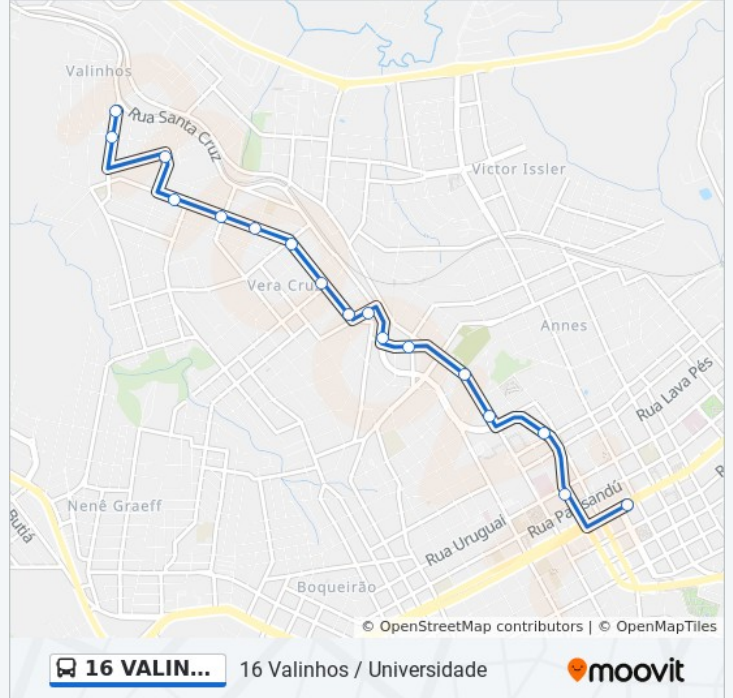 Valinhos
Rua Santa Cruz
Victor Issler
Vera Cruz
Annes
Rua Lava Pés
Nenê Graeff
Butiá
Rua Paissandú
Rua Uruguai
Boqueirão
© OpenStreetMap contributors | © OpenMapTiles
16 VALIN...
16 Valinhos / Universidade
moovit